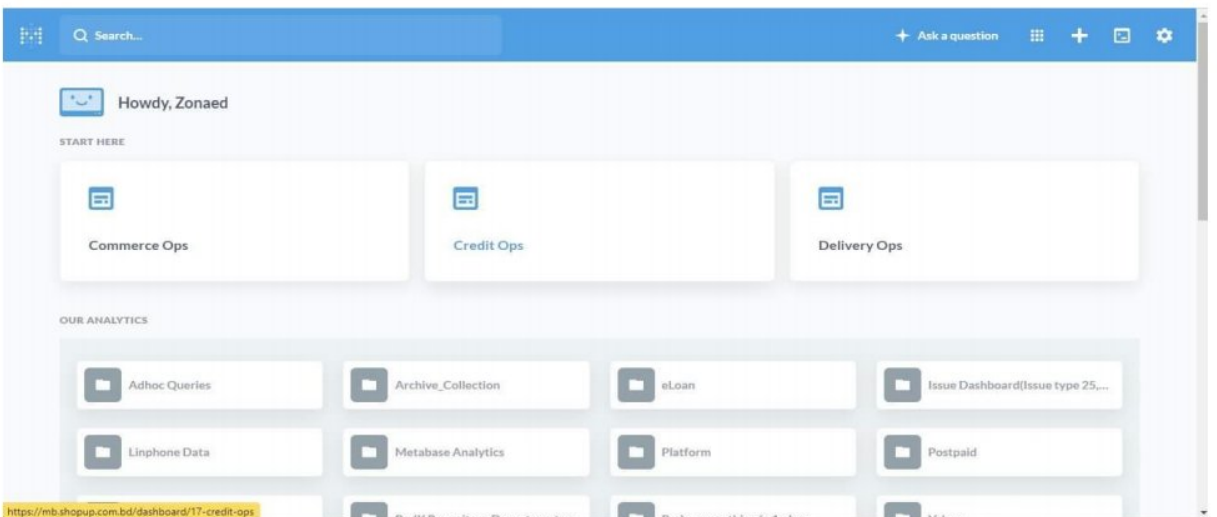 Search...
Ask a question
Howdy, Zonaed
START HERE
Commerce Ops
Credit Ops
Delivery Ops
OUR ANALYTICS
Adhoc Queries
Archive_Collection
eLoan
Issue Dashboard(Issue type 25,...
Linphone Data
Metabase Analytics
Platform
Postpaid
https://mb.shopup.com.bd/dashboard/17-credit-ops